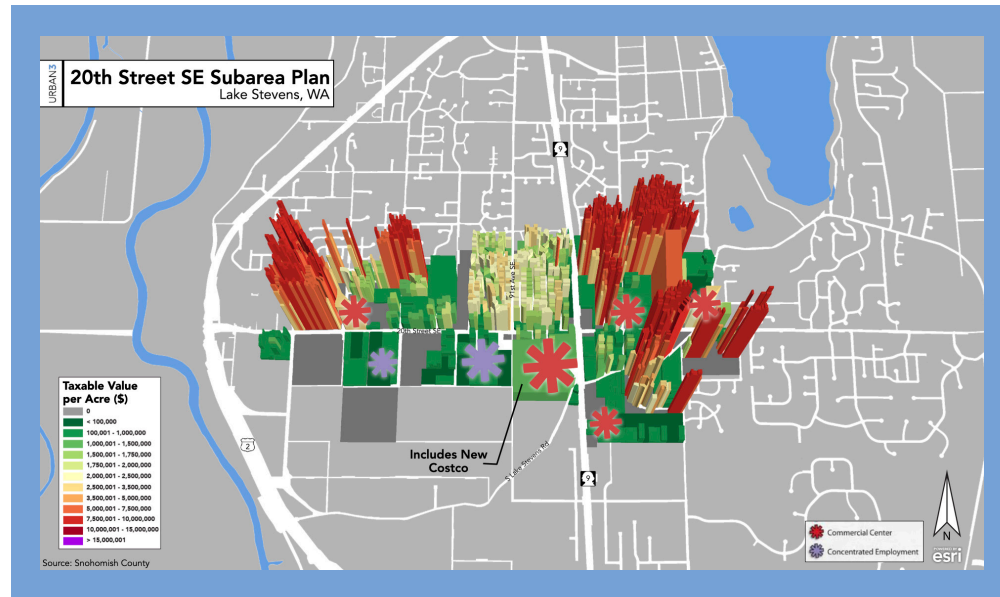 URBAN3
20th Street SE Subarea Plan
Lake Stevens, WA
9
91st Ave SE
20th Street SE
Taxable Value
per Acre ($)
0
< 100,000
100,001 - 1,000,000
1,000,001 - 1,500,000
1,500,001 - 1,750,000
1,750,001 - 2,000,000
2,000,001 - 2,500,000
2,500,001 - 3,500,000
3,500,001 - 5,000,000
5,000,001 - 7,500,000
7,500,001 - 10,000,000
10,000,001 - 15,000,000
> 15,000,001
2
Includes New
Costco
S Lake Stevens Rd
9
Commercial Center
Concentrated Employment
N
POWERED BY
esri
Source: Snohomish County